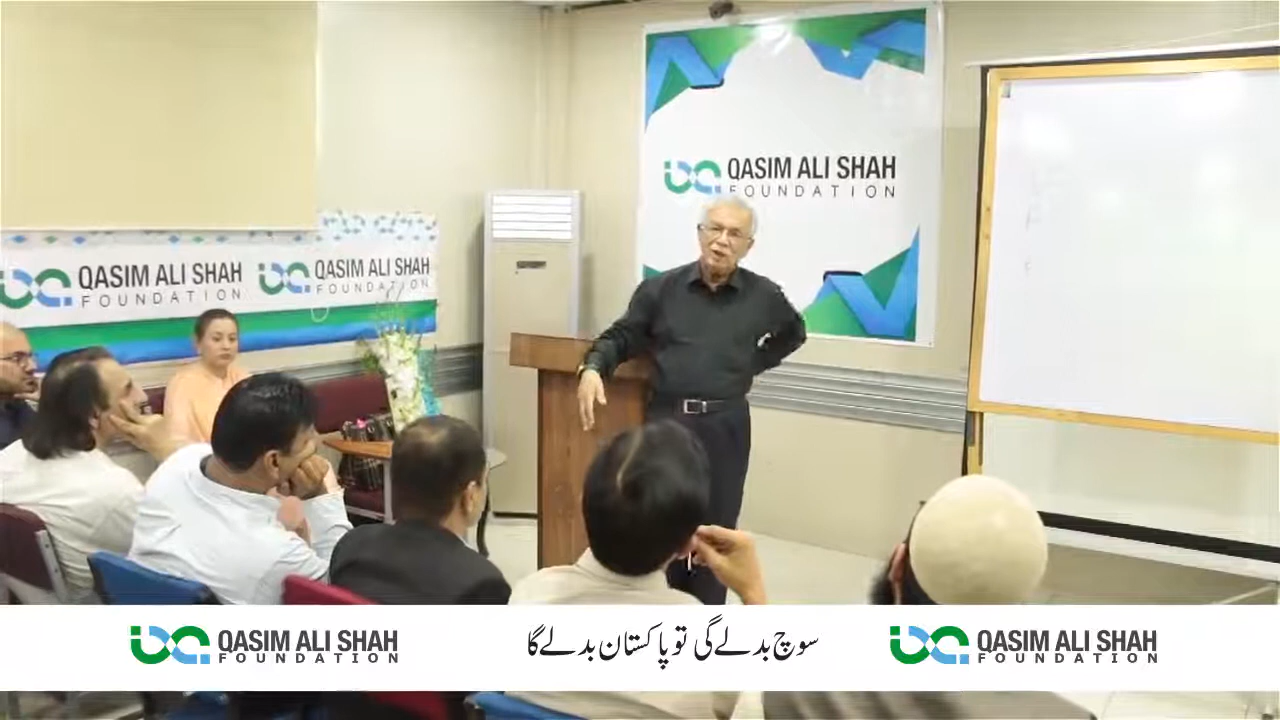 QASIM ALI SHAH
FOUNDATION
QASIM ALI SHAH
FOUNDATION
QASIM ALI SHAH
FOUNDATION
QASIM ALI SHAH
FOUNDATION
سوچ بدلے گی تو پاکستان بدلے گا
QASIM ALI SHAH
FOUNDATION